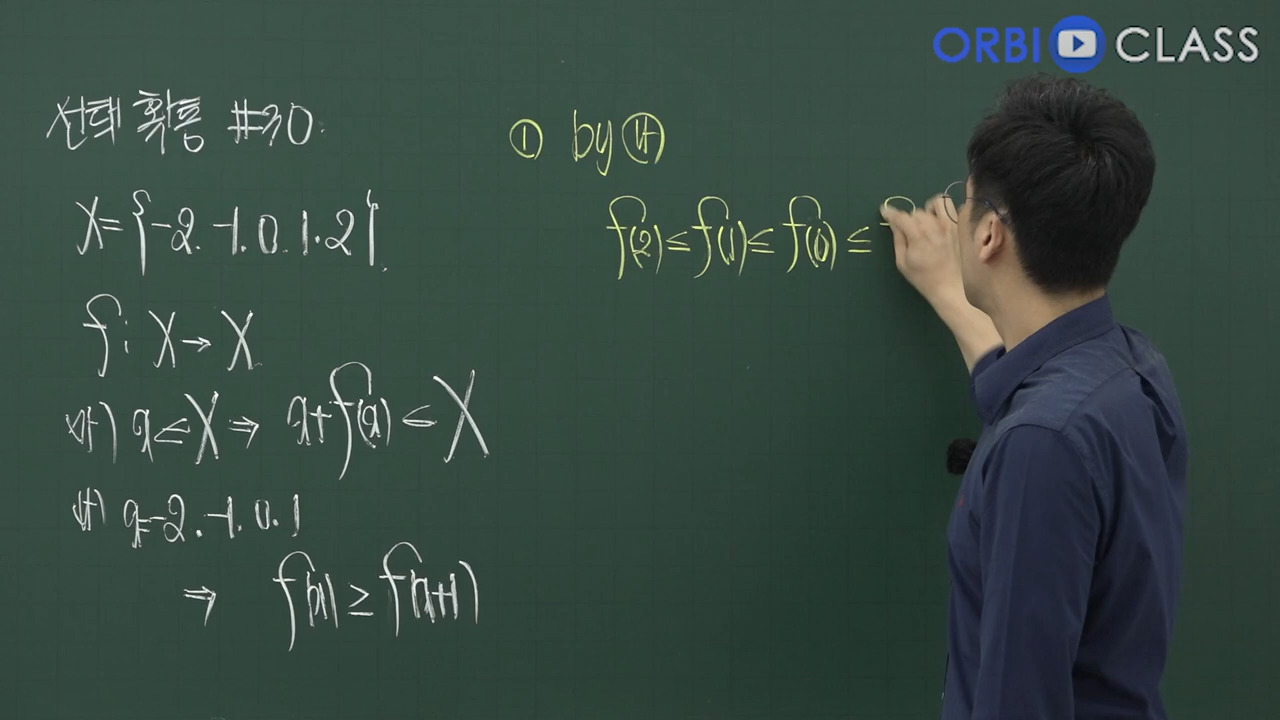 ORBI CLASS
선택 확통 #30.
X={-2. -1. 0. 1. 2}.
f: X→X
가) a≤X ⇒ a+f(a)≤X
나) a=-2. -1. 0. 1
⇒ f(a)≥f(a+1)
① by ㉯
f(2)≤f(1)≤f(0)≤